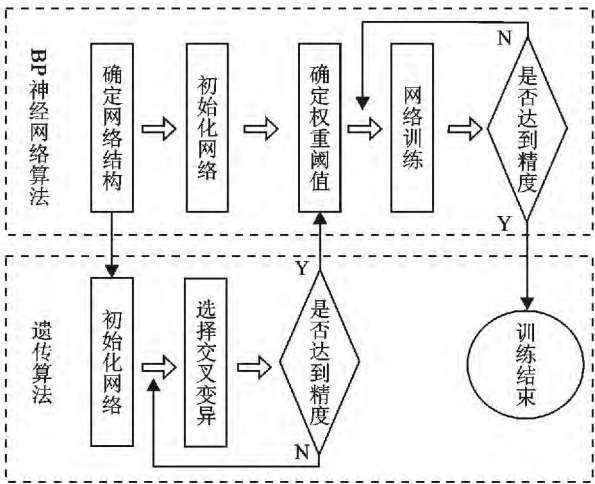 BP神经网络算法
确定网络结构
初始化网络
确定权重阈值
网络训练
是否达到精度
N
Y
遗传算法
初始化网络
选择交叉变异
是否达到精度
Y
N
训练结束